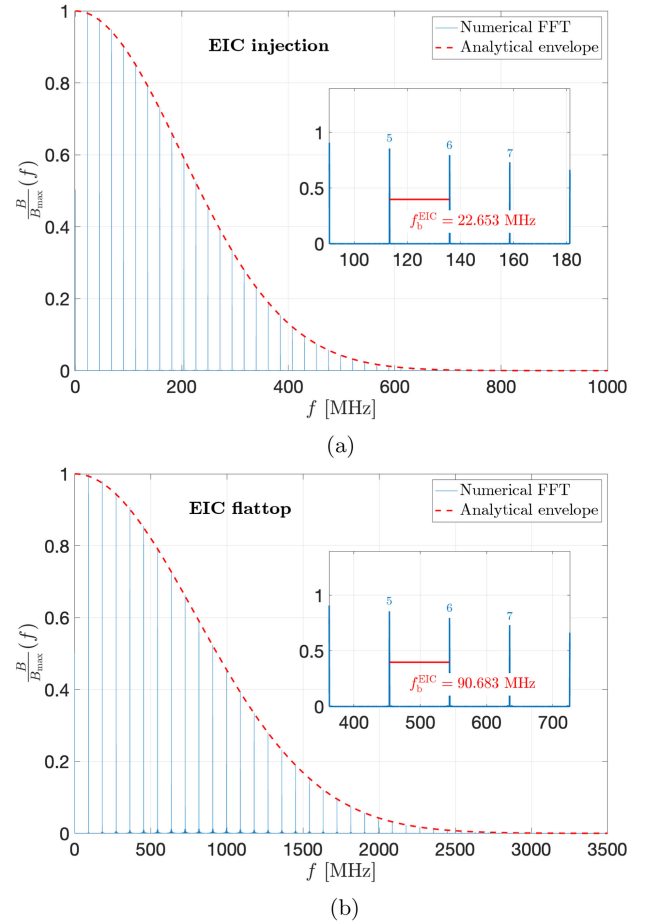 1
0.8
0.6
0.4
0.2
0
B/B_max (f)
EIC injection
Numerical FFT
Analytical envelope
1
0.5
0
5
6
7
f_b^EIC = 22.653 MHz
100 120 140 160 180
0 200 400 600 800 1000
f [MHz]
(a)
1
0.8
0.6
0.4
0.2
0
B/B_max (f)
EIC flattop
Numerical FFT
Analytical envelope
1
0.5
0
5
6
7
f_b^EIC = 90.683 MHz
400 500 600 700
0 500 1000 1500 2000 2500 3000 3500
f [MHz]
(b)